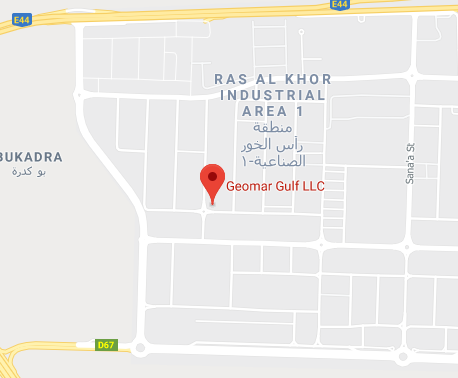 E44
E44
RAS AL KHOR
INDUSTRIAL
AREA 1
منطقة
رأس الخور
الصناعية-١
BUKADRA
بو كدرة
Sana'a St
Geomar Gulf LLC
D67